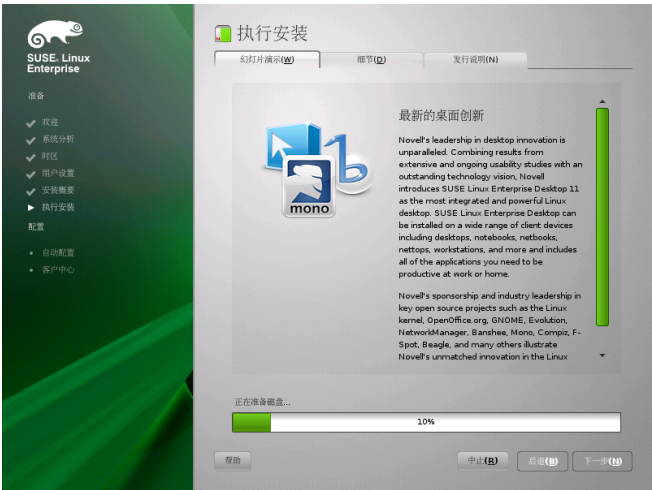 SUSE. Linux
Enterprise
准备
欢迎
系统分析
时区
用户设置
安装概要
执行安装
配置
自动配置
客户中心
执行安装
幻灯片演示(W)
细节(D)
发行说明(N)
mono
最新的桌面创新
Novell's leadership in desktop innovation is
unparalleled. Combining results from
extensive and ongoing usability studies with an
outstanding technology vision, Novell
introduces SUSE Linux Enterprise Desktop 11
as the most integrated and powerful Linux
desktop. SUSE Linux Enterprise Desktop can
be installed on a wide range of client devices
including desktops, notebooks, netbooks,
nettops, workstations, and more and includes
all of the applications you need to be
productive at work or home.
Novell's sponsorship and industry leadership in
key open source projects such as the Linux
kernel, OpenOffice.org, GNOME, Evolution,
NetworkManager, Banshee, Mono, Compiz, F-
Spot, Beagle, and many others illustrate
Novell's unmatched innovation in the Linux
正在准备磁盘...
10%
帮助
中止(R)
后退(B)
下一步(N)